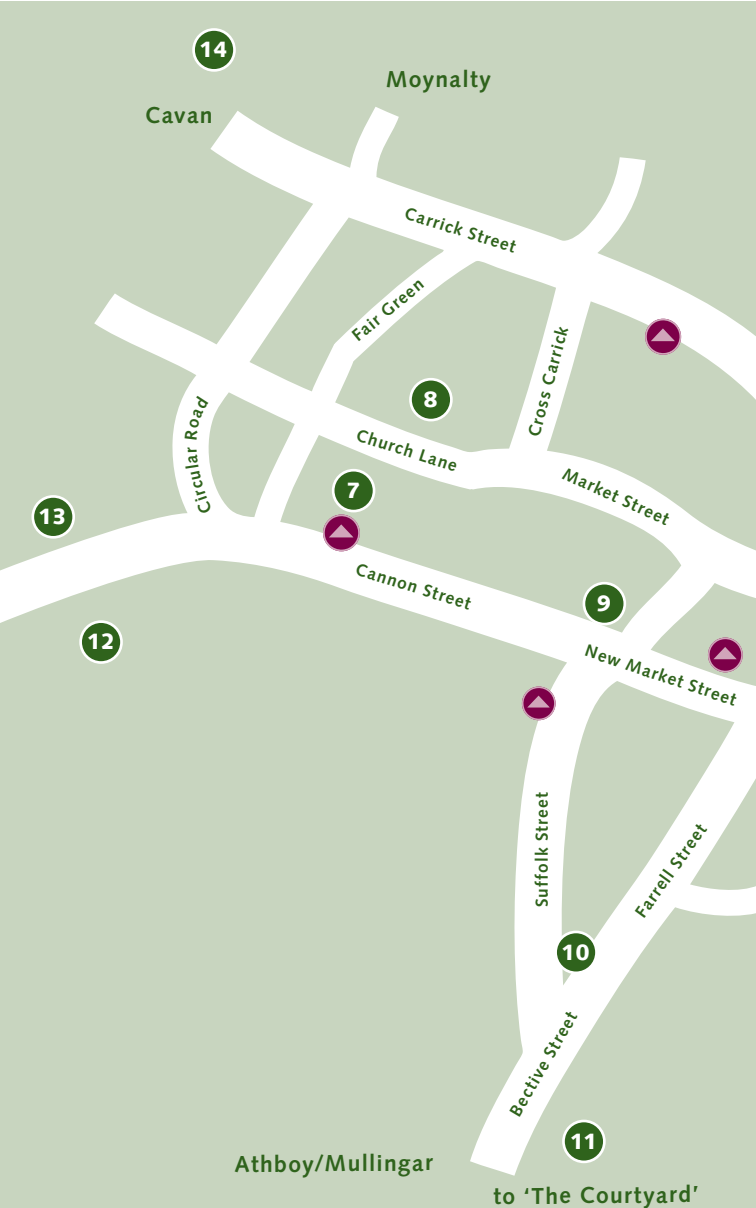 14
Moynalty
Cavan
Carrick Street
Fair Green
Cross Carrick
8
Circular Road
Church Lane
7
Market Street
13
Cannon Street
9
12
New Market Street
Suffolk Street
Farrell Street
10
Bective Street
11
Athboy/Mullingar
to ‘The Courtyard’